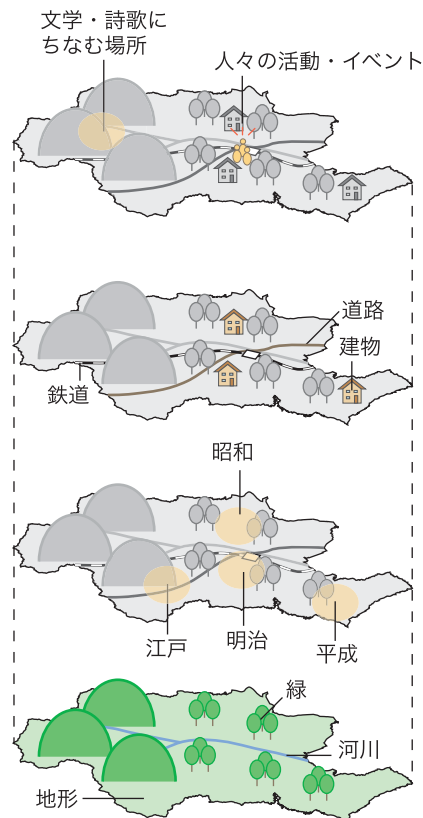 文学・詩歌に
ちなむ場所
人々の活動・イベント
道路
建物
鉄道
昭和
江戸
明治
平成
緑
河川
地形